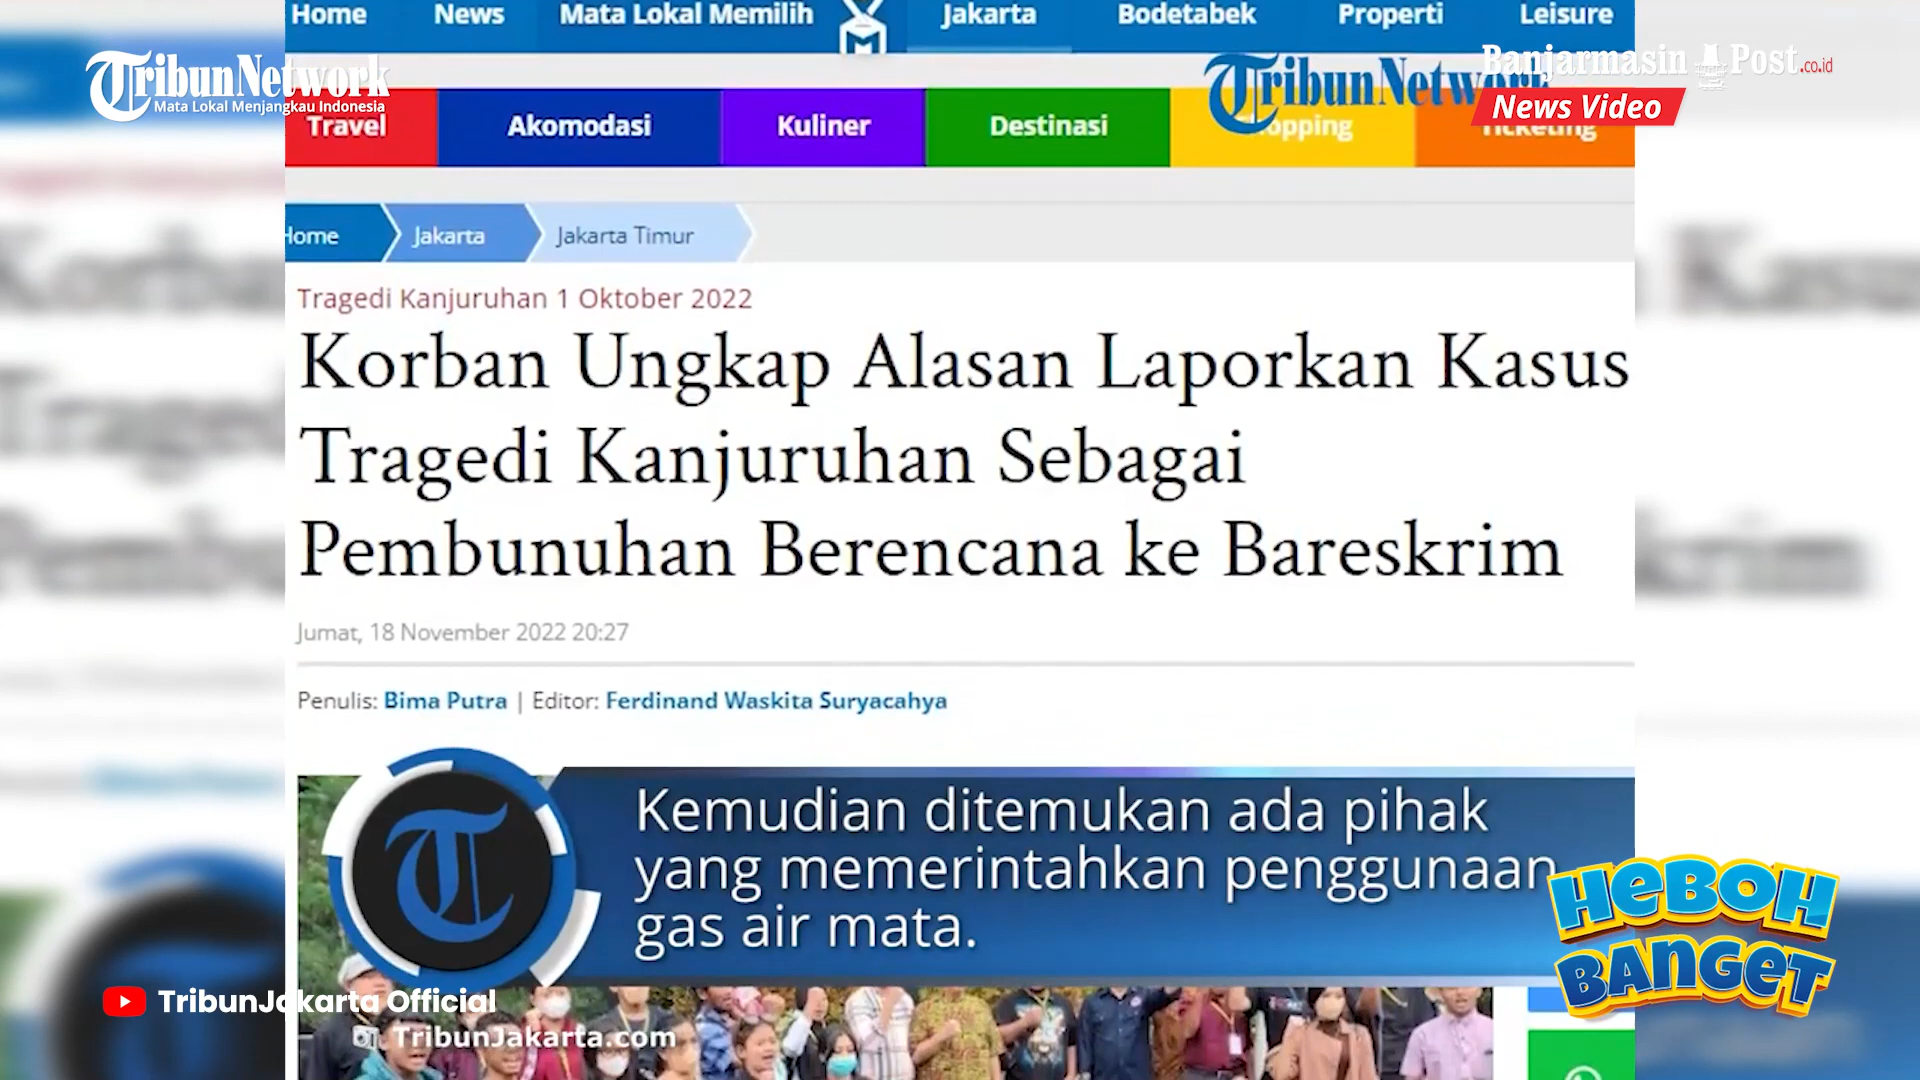 Home News Mata Lokal Memilih Jakarta Bodetabek Properti Leisure
TribunNetwork
Mata Lokal Menjangkau Indonesia
TribunNetwork
Banjarmasin Post.co.id
News Video
Travel Akomodasi Kuliner Destinasi Shopping Ticketing
Home Jakarta Jakarta Timur
Tragedi Kanjuruhan 1 Oktober 2022
Korban Ungkap Alasan Laporkan Kasus
Tragedi Kanjuruhan Sebagai
Pembunuhan Berencana ke Bareskrim
Jumat, 18 November 2022 20:27
Penulis: Bima Putra | Editor: Ferdinand Waskita Suryacahya
Kemudian ditemukan ada pihak
yang memerintahkan penggunaan
gas air mata.
HEBOH
BANGET
TribunJakarta Official
TribunJakarta.com